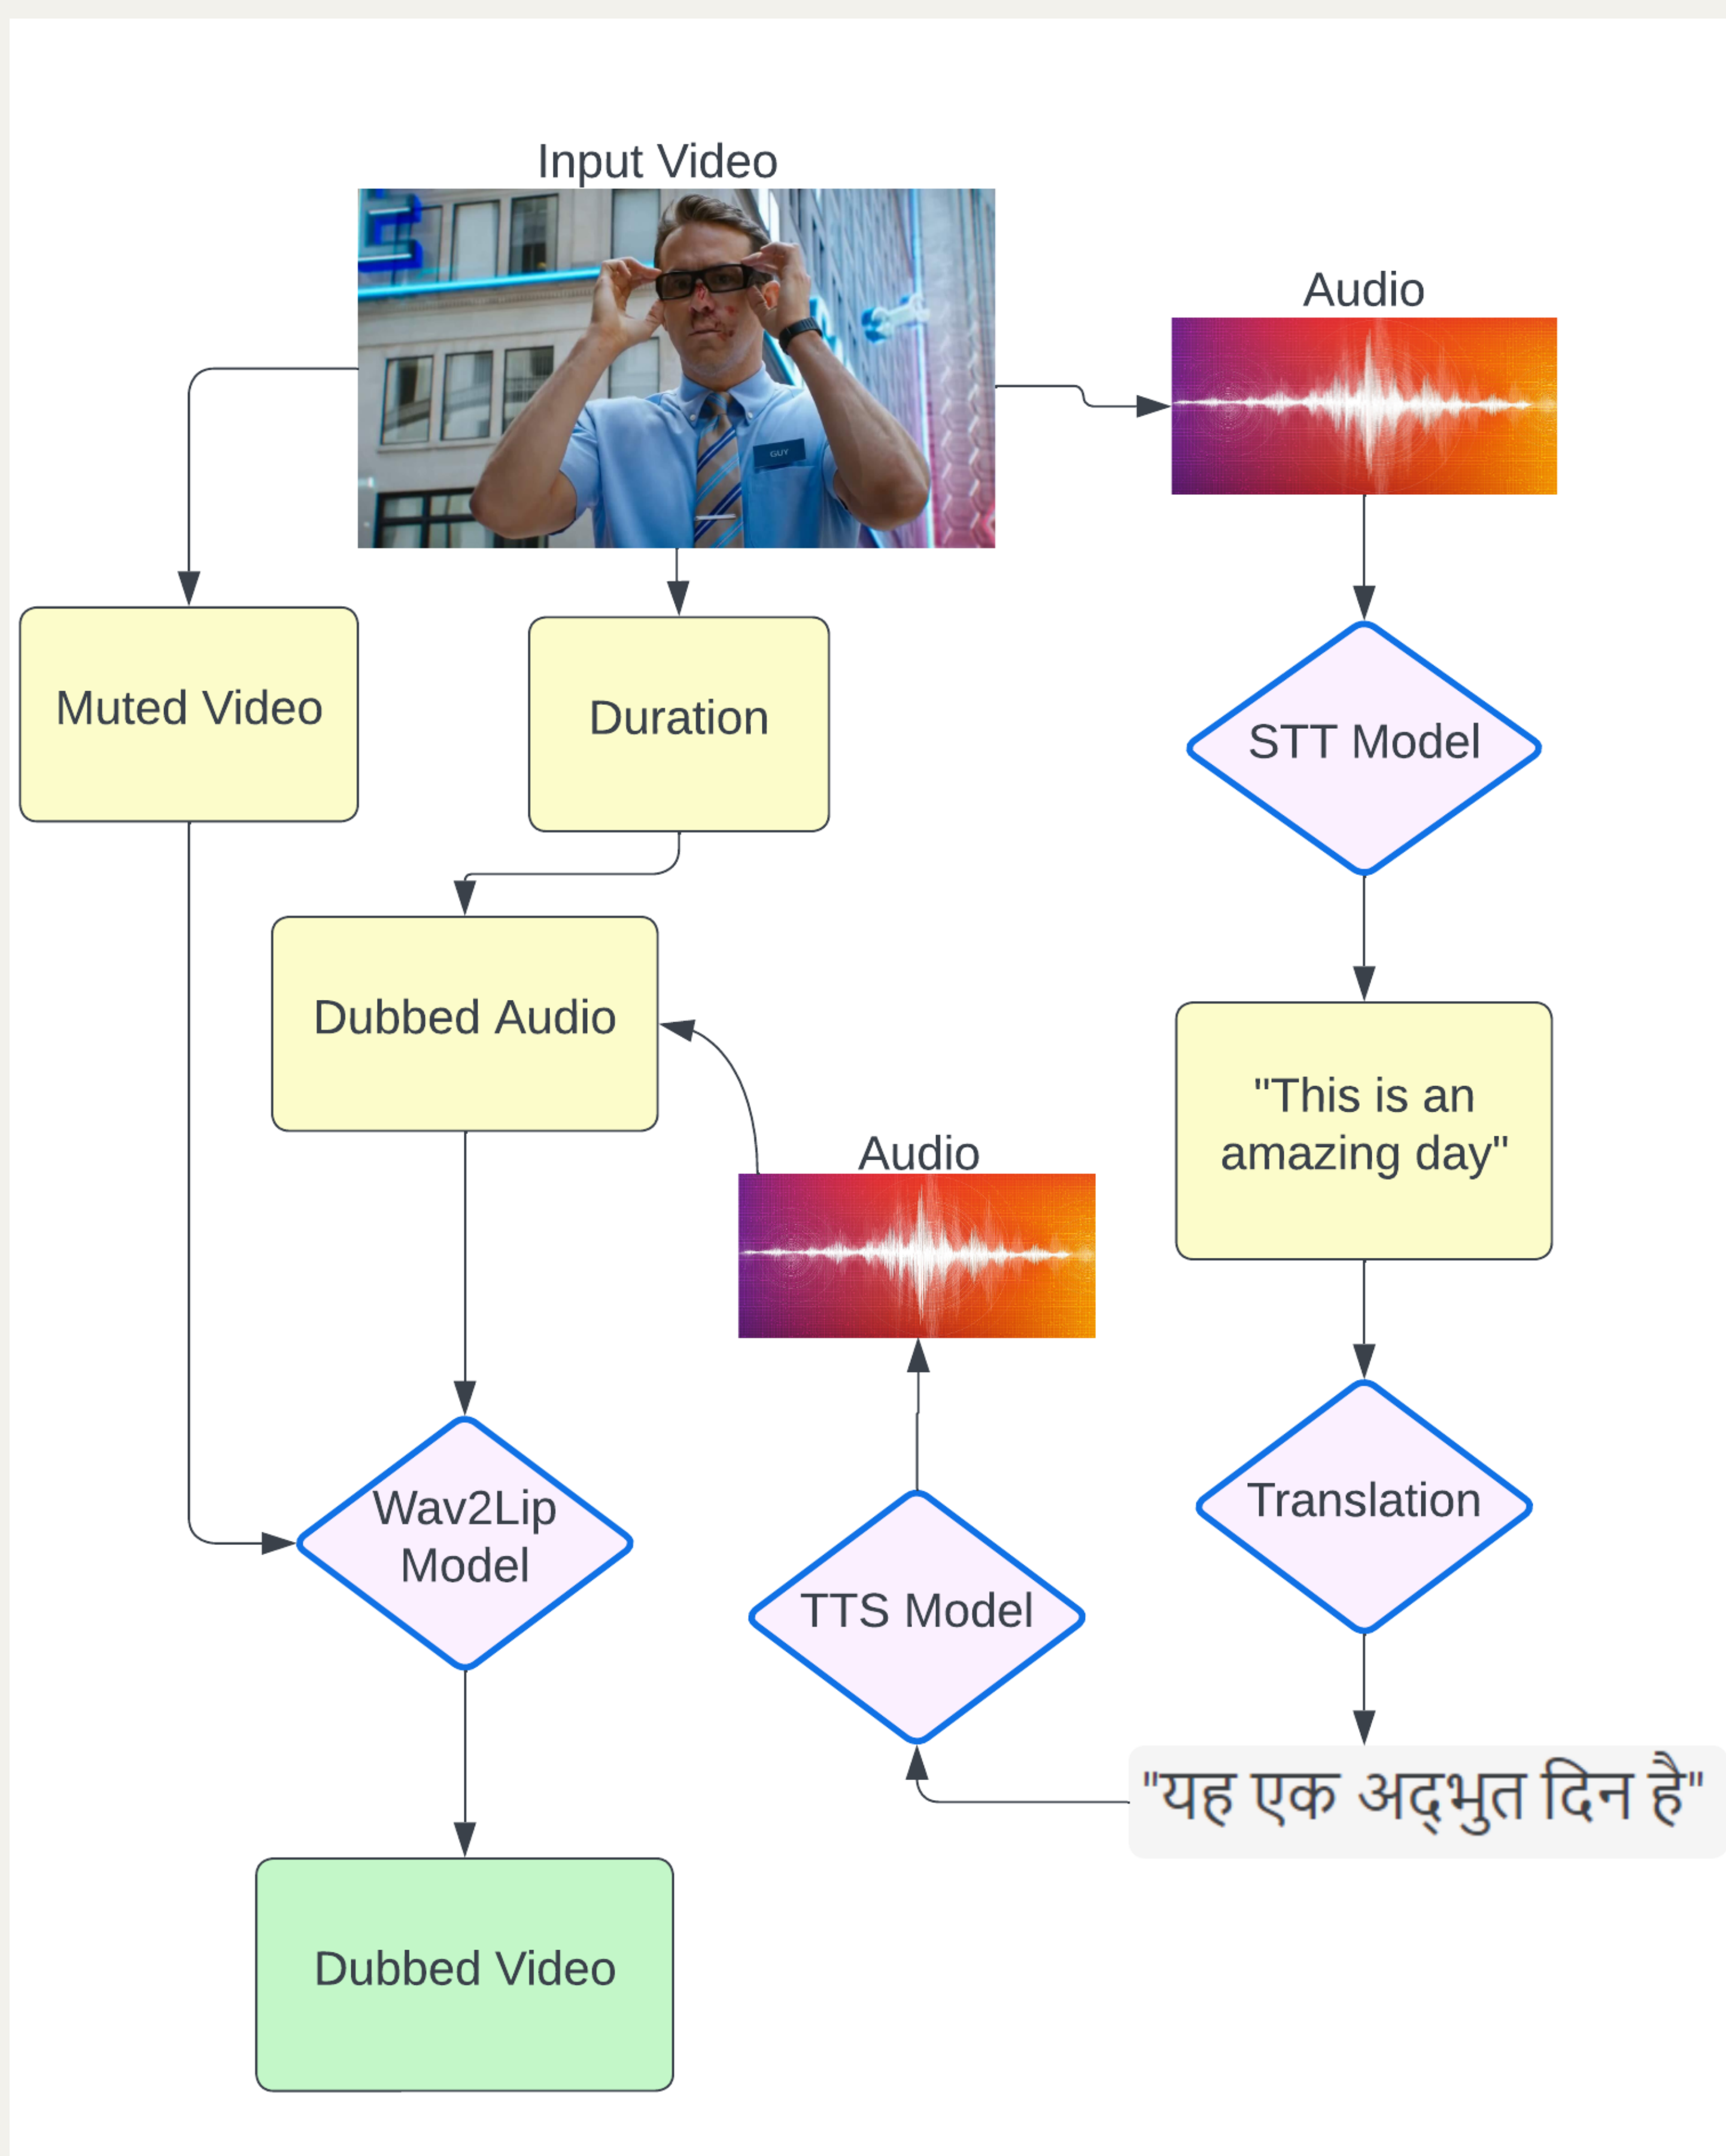 Input Video
E
GUY
Audio
Muted Video
Duration
STT Model
Dubbed Audio
"This is an
amazing day"
Audio
Wav2Lip
Model
TTS Model
Translation
"यह एक अद्भुत दिन है"
Dubbed Video